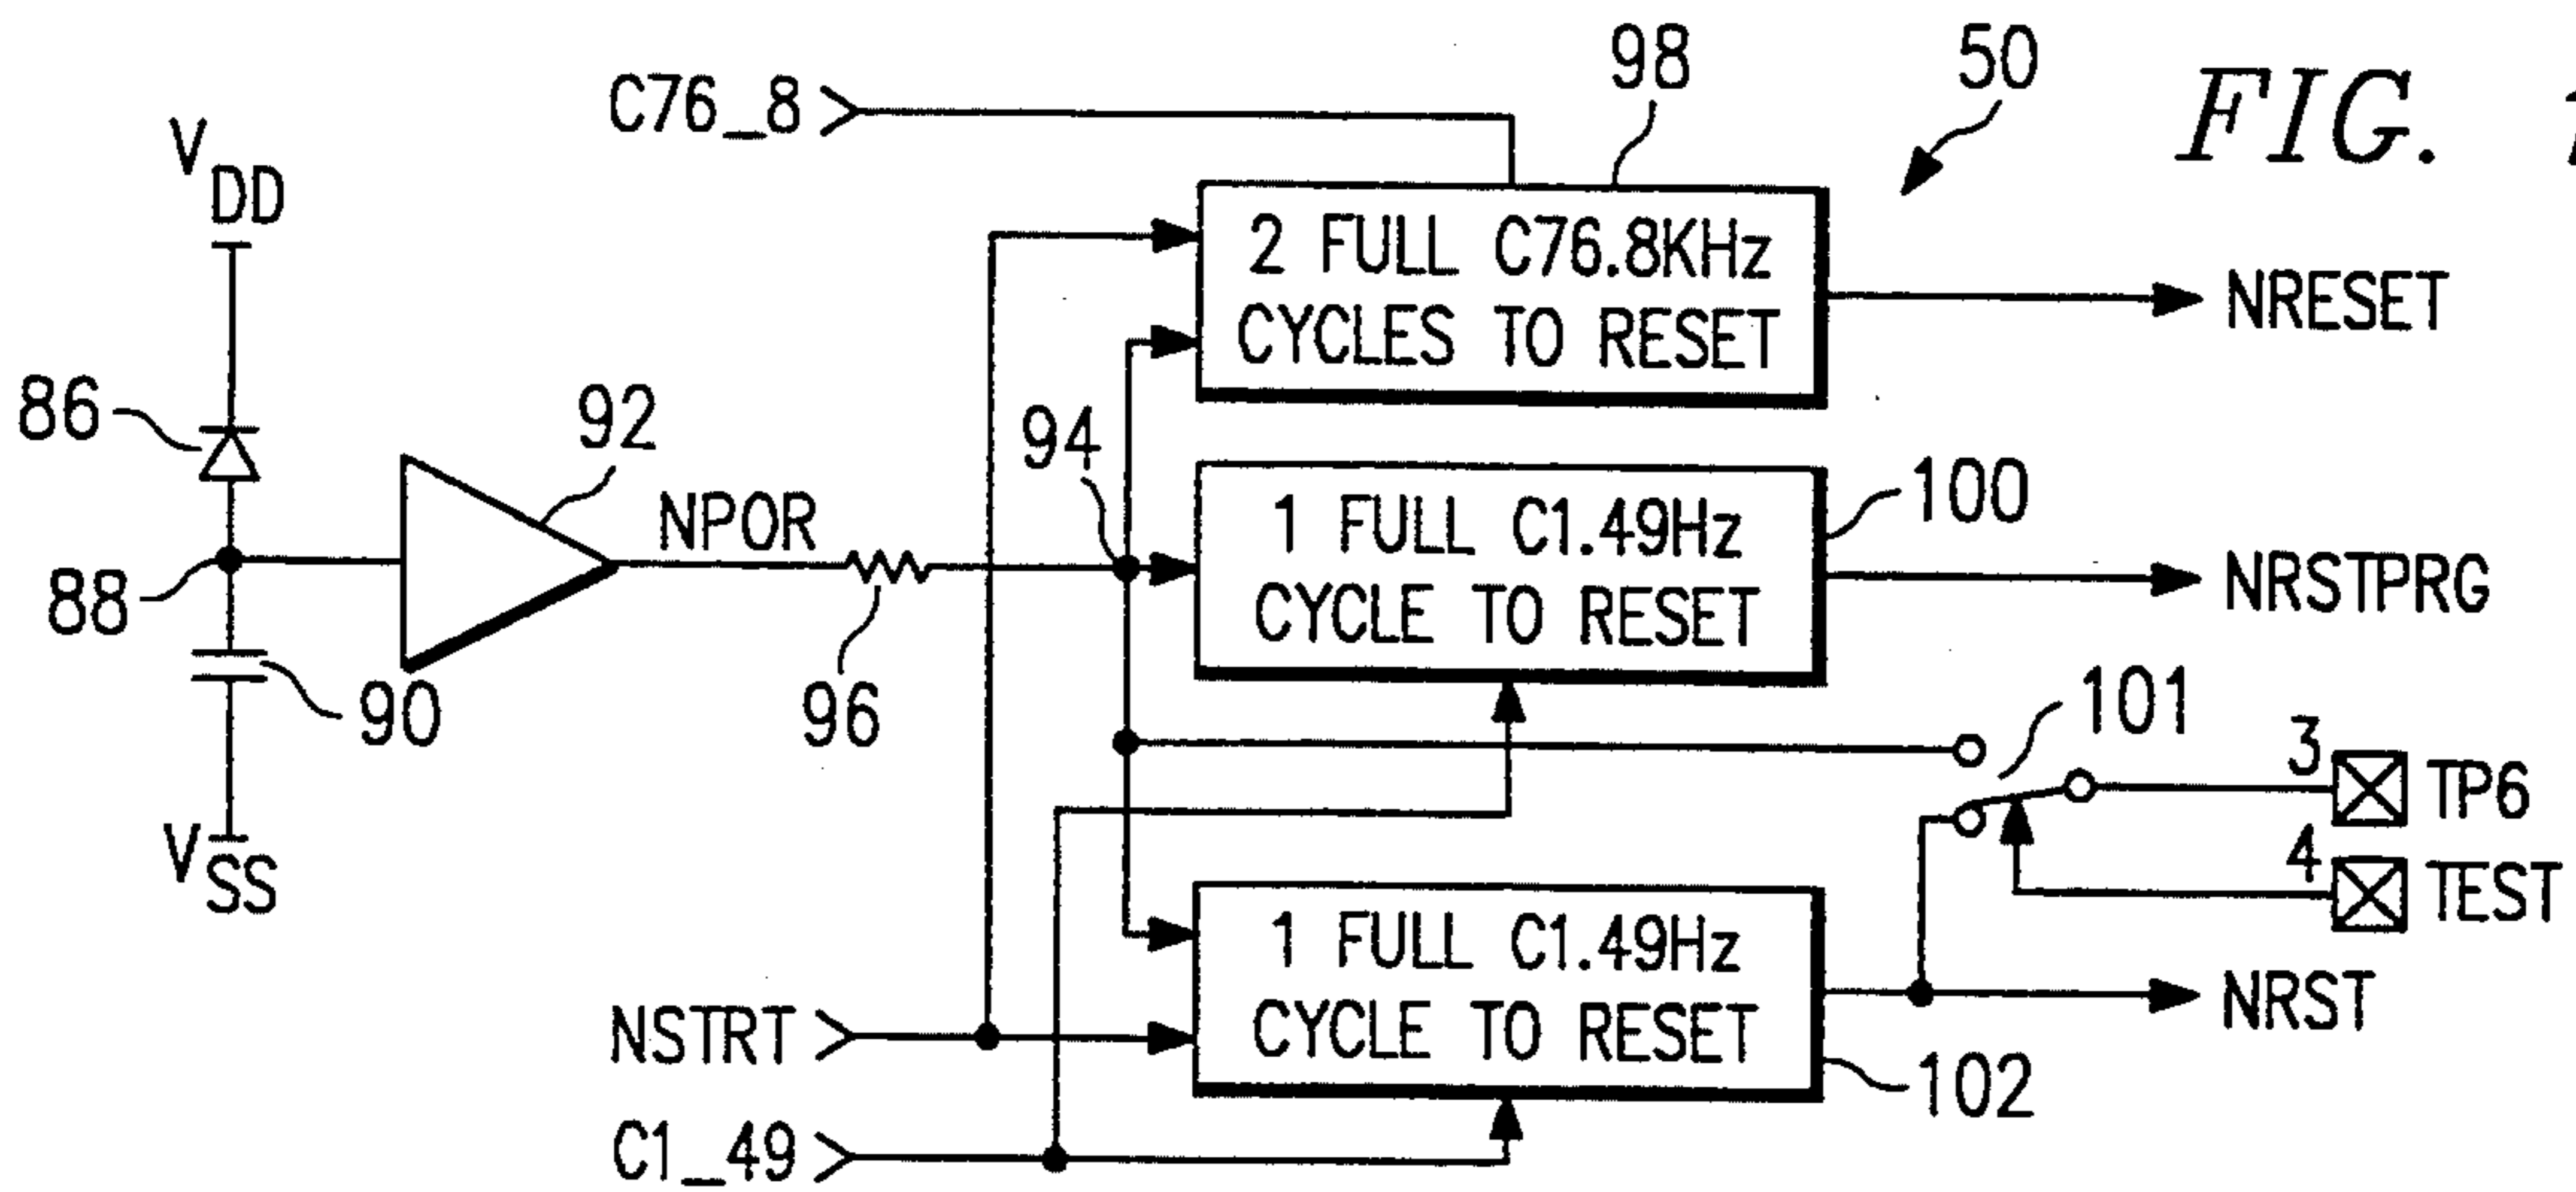 FIG.
50
98
C76_8
VDD
2 FULL C76.8KHz
CYCLES TO RESET
NRESET
86
92
94
NPOR
88
90
96
1 FULL C1.49Hz
CYCLE TO RESET
100
NRSTPRG
101
3
TP6
4
TEST
VSS
1 FULL C1.49Hz
CYCLE TO RESET
NRST
102
NSTRT
C1_49